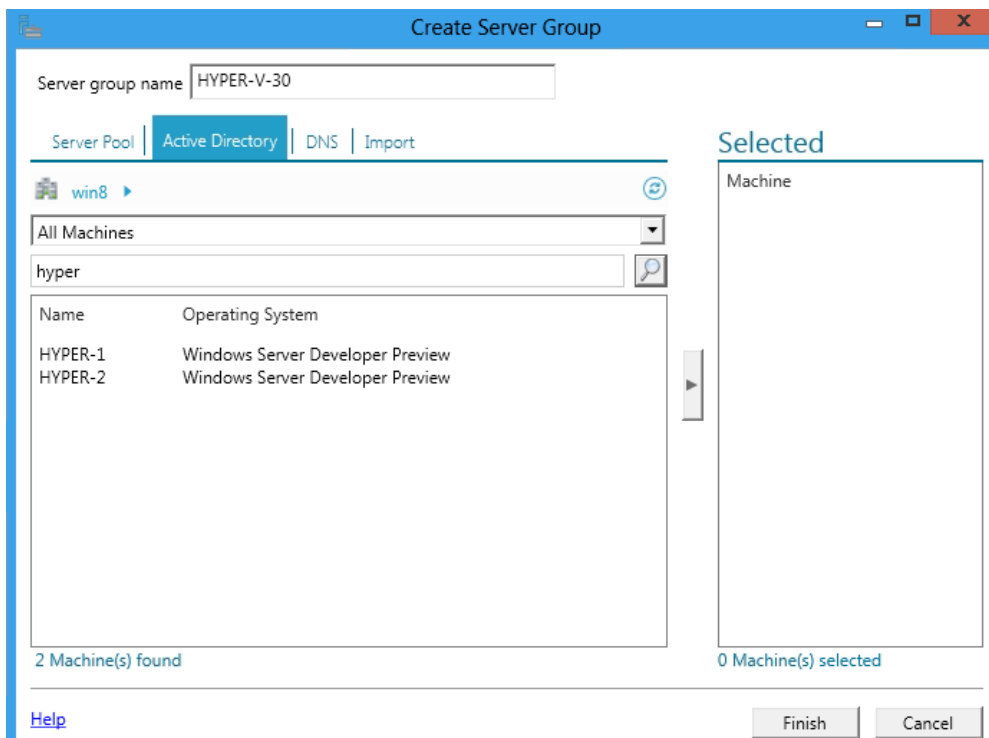 Create Server Group
Server group name HYPER-V-30
Server Pool Active Directory DNS Import
Selected
win8
Machine
All Machines
hyper
Name Operating System
HYPER-1 Windows Server Developer Preview
HYPER-2 Windows Server Developer Preview
2 Machine(s) found
0 Machine(s) selected
Help
Finish Cancel